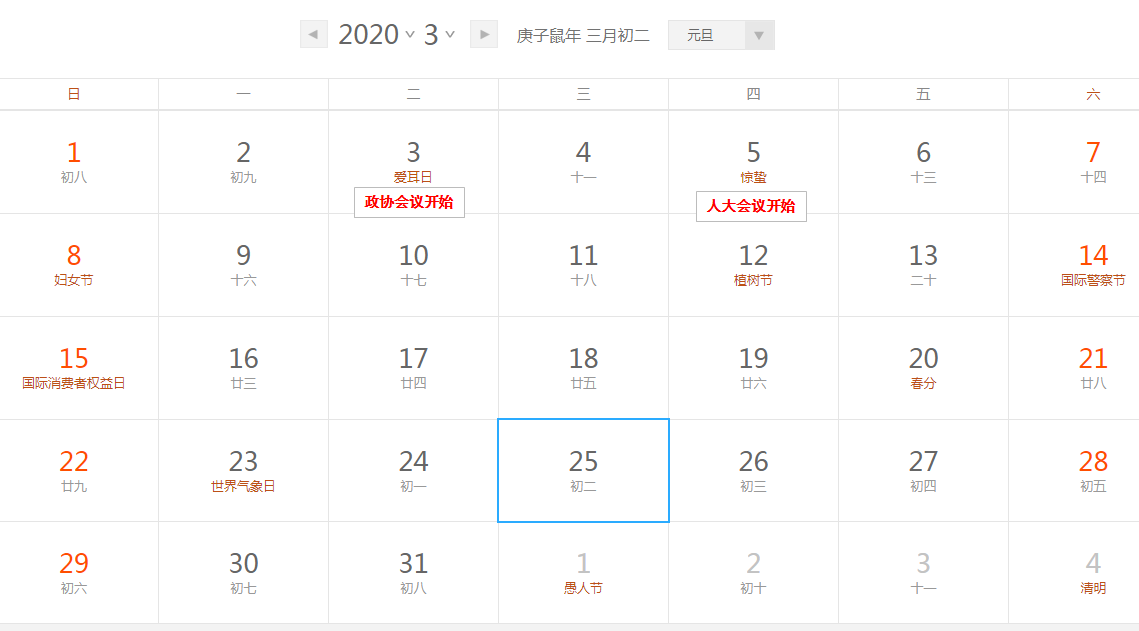 2020 3 庚子鼠年 三月初二 元旦
日 一 二 三 四 五 六
1 2 3 4 5 6 7
初八 初九 爱耳日 十一 惊蛰 十三 十四
政协会议开始 人大会议开始
8 9 10 11 12 13 14
妇女节 十六 十七 十八 植树节 二十 国际警察节
15 16 17 18 19 20 21
国际消费者权益日 廿三 廿四 廿五 廿六 春分 廿八
22 23 24 25 26 27 28
廿九 世界气象日 初一 初二 初三 初四 初五
29 30 31 1 2 3 4
初六 初七 初八 愚人节 初十 十一 清明